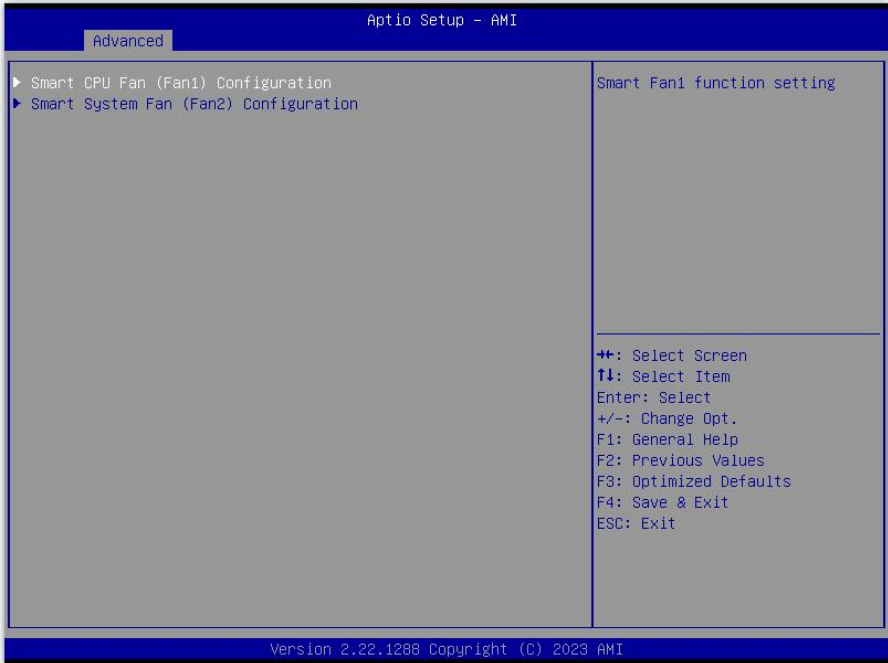 Aptio Setup - AMI
Advanced
▶ Smart CPU Fan (Fan1) Configuration
▶ Smart System Fan (Fan2) Configuration
Smart Fan1 function setting
→←: Select Screen
↑↓: Select Item
Enter: Select
+/-: Change Opt.
F1: General Help
F2: Previous Values
F3: Optimized Defaults
F4: Save & Exit
ESC: Exit
Version 2.22.1288 Copyright (C) 2023 AMI